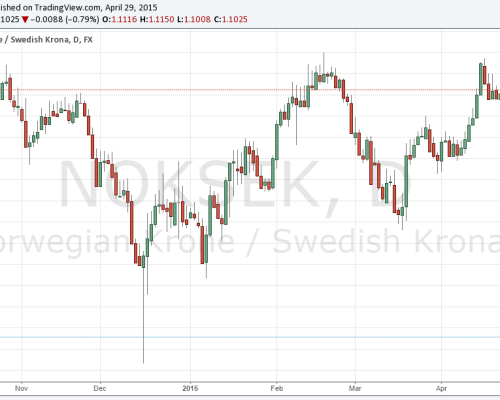 ished on TradingView.com, April 29, 2015
.1025 ▼ −0.0088 (−0.79%) O:1.1116 H:1.1150 L:1.1008 C:1.1025
e / Swedish Krona, D, FX
NOKSEK, D
orwegian Krone / Swedish Krona
Nov Dec 2015 Feb Mar Apr